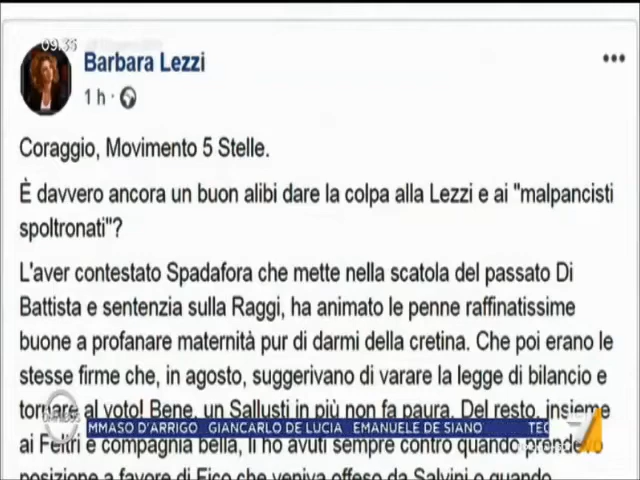 09:35
Barbara Lezzi
1 h ·
Coraggio, Movimento 5 Stelle.
È davvero ancora un buon alibi dare la colpa alla Lezzi e ai "malpancisti
spoltronati"?
L'aver contestato Spadafora che mette nella scatola del passato Di
Battista e sentenzia sulla Raggi, ha animato le penne raffinatissime
buone a profanare maternità pur di darmi della cretina. Che poi erano le
stesse firme che, in agosto, suggerivano di varare la legge di bilancio e
tornare al voto! Bene, un Sallusti in più non fa paura. Del resto, insieme
MMASO D'ARRIGO GIANCARLO DE LUCIA EMANUELE DE SIANO TEC
ai Feltri e compagnia bella, li ho avuti sempre contro quando prendevo
posizione a favore di Fico che veniva offeso da Salvini o quando